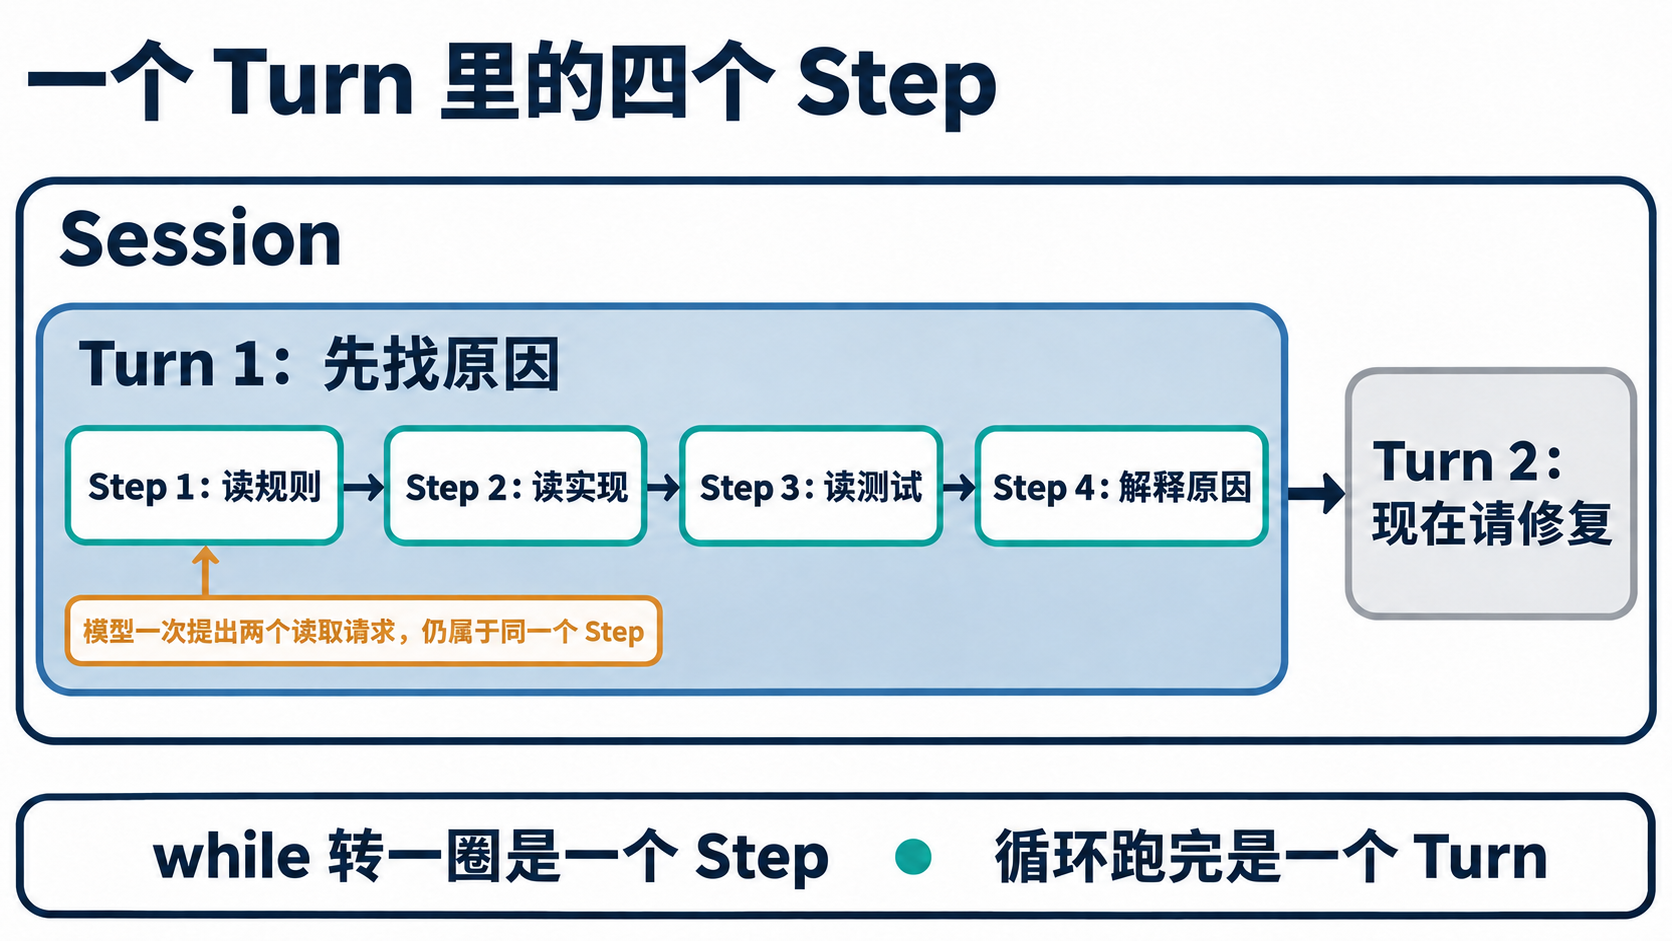 一个 Turn 里的四个 Step
Session
Turn 1：先找原因
Step 1：读规则
Step 2：读实现
Step 3：读测试
Step 4：解释原因
模型一次提出两个读取请求，仍属于同一个 Step
Turn 2：
现在请修复
while 转一圈是一个 Step
循环跑完是一个 Turn